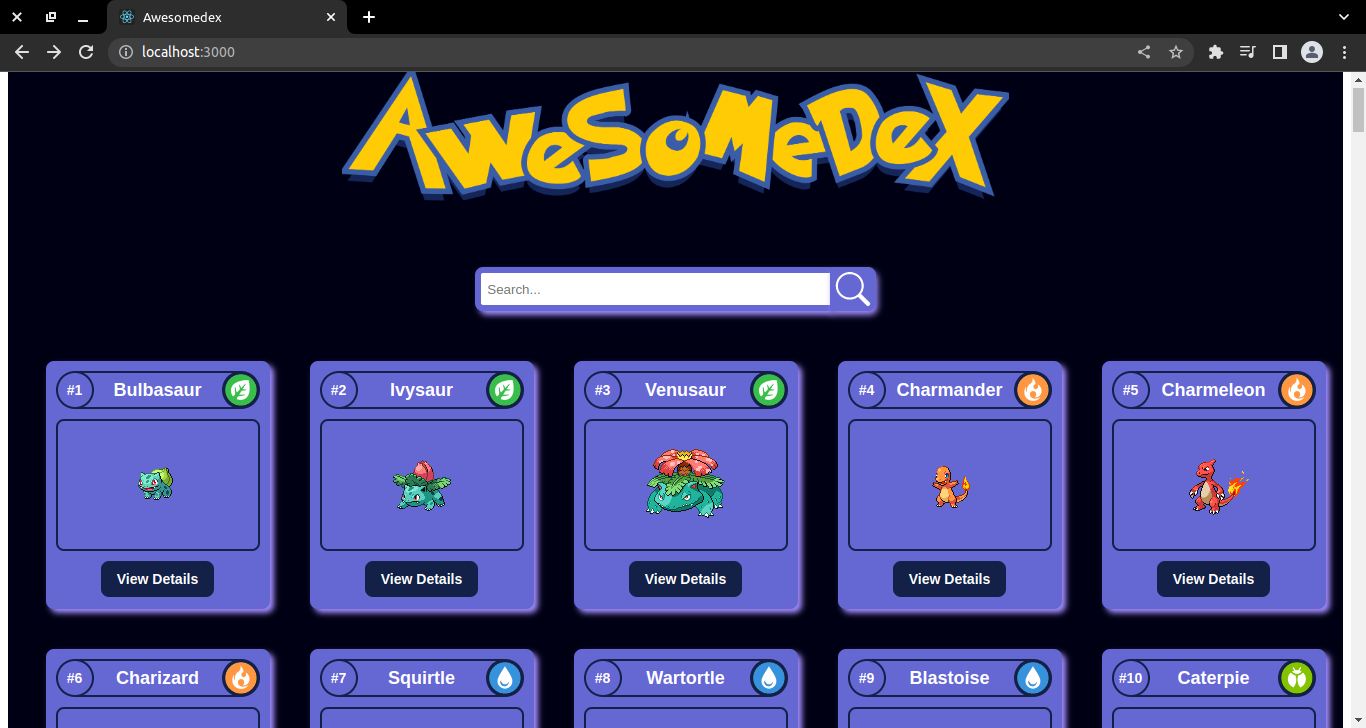 Awesomedex
localhost:3000
AWeSoMeDeX
Search...
#1 Bulbasaur
#2 Ivysaur
#3 Venusaur
#4 Charmander
#5 Charmeleon
View Details
View Details
View Details
View Details
View Details
#6 Charizard
#7 Squirtle
#8 Wartortle
#9 Blastoise
#10 Caterpie